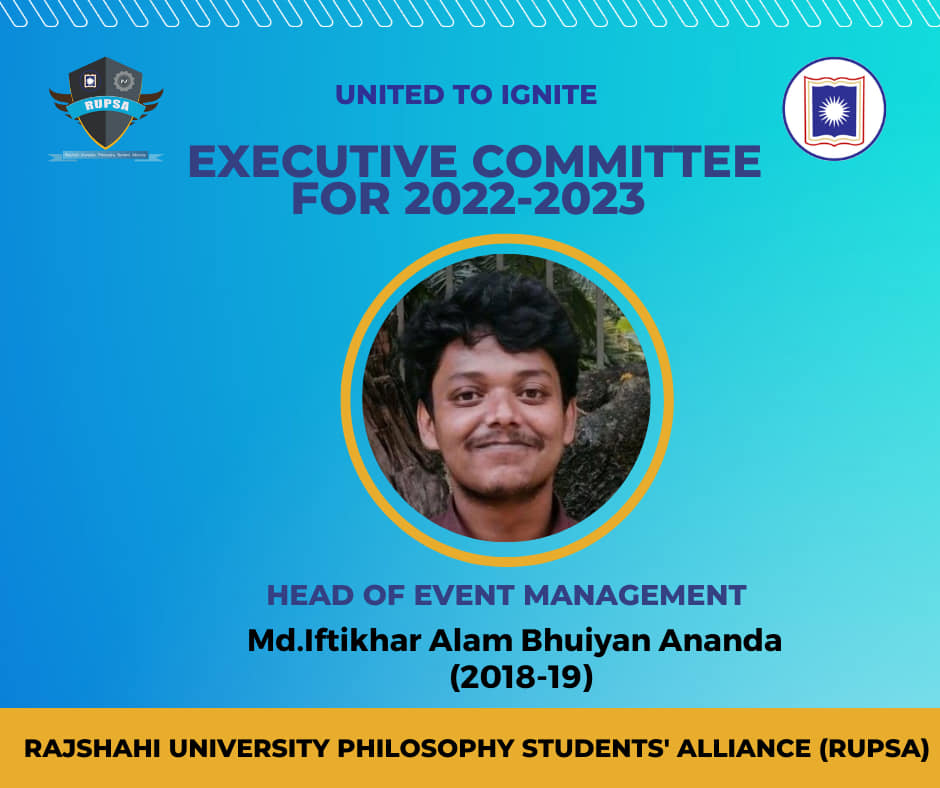 RUPSA
UNITED TO IGNITE
EXECUTIVE COMMITTEE
FOR 2022-2023
HEAD OF EVENT MANAGEMENT
Md.Iftikhar Alam Bhuiyan Ananda
(2018-19)
RAJSHAHI UNIVERSITY PHILOSOPHY STUDENTS' ALLIANCE (RUPSA)